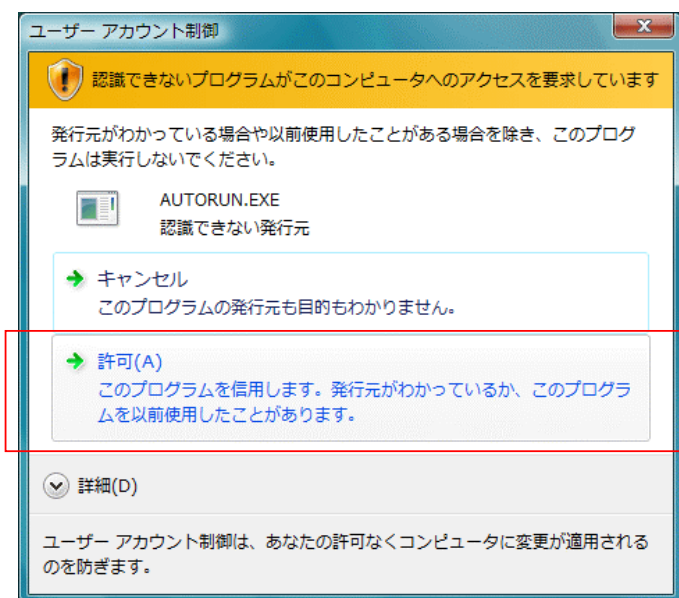 ユーザー アカウント制御
認識できないプログラムがこのコンピュータへのアクセスを要求しています
発行元がわかっている場合や以前使用したことがある場合を除き、このプログ
ラムは実行しないでください。
AUTORUN.EXE
認識できない発行元
キャンセル
このプログラムの発行元も目的もわかりません。
許可(A)
このプログラムを信用します。発行元がわかっているか、このプログラ
ムを以前使用したことがあります。
詳細(D)
ユーザー アカウント制御は、あなたの許可なくコンピュータに変更が適用される
のを防ぎます。